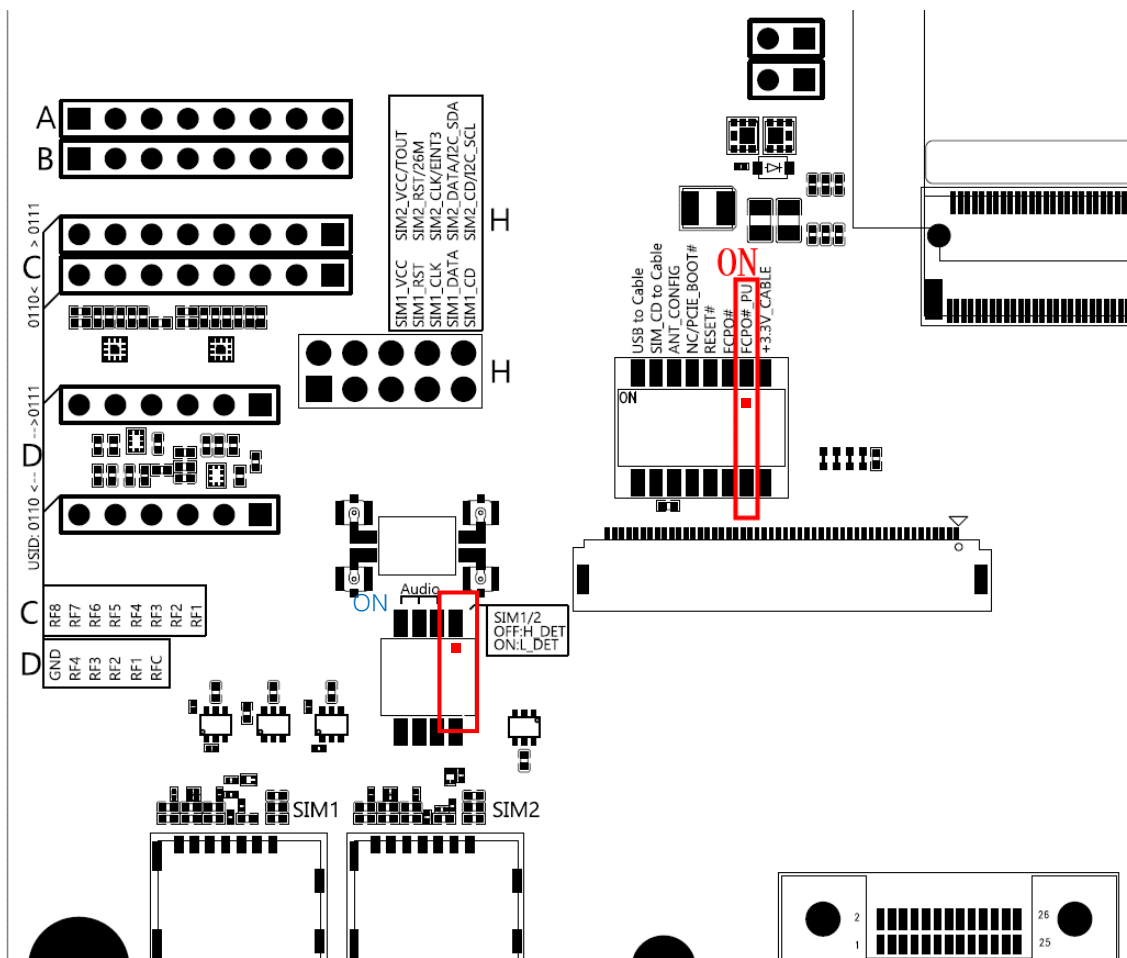 A
B
0110< > 0111
C
SIM2_VCC/TOUT
SIM2_RST/26M
SIM2_CLK/EINT3
SIM2_DATA/I2C_SDA
SIM2_CD/I2C_SCL
H
SIM1_VCC
SIM1_RST
SIM1_CLK
SIM1_DATA
SIM1_CD
H
ON
USB to Cable
SIM_CD to Cable
ANT_CONFIG
NC/PCIE_BOOT#
RESET#
FCPO#
FCPO#_PU
+3.3V_CABLE
ON
USID: 0110 <-- -->0111
D
ON
Audio
SIM1/2
OFF:H_DET
ON:L_DET
C
RF8
RF7
RF6
RF5
RF4
RF3
RF2
RF1
D
GND
RF4
RF3
RF2
RF1
RFC
SIM1
SIM2
2
26
1
25